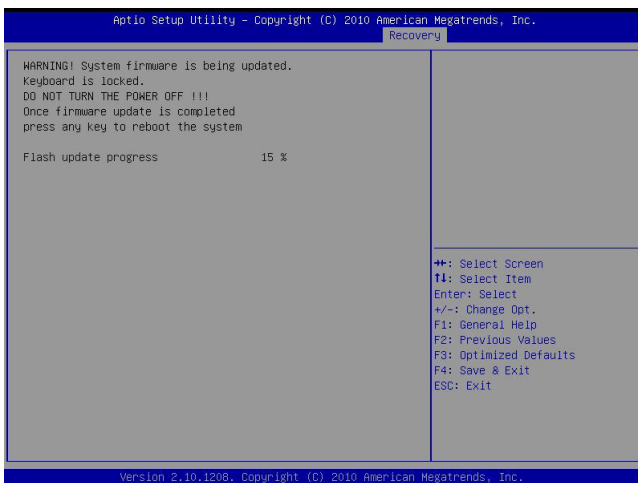 Aptio Setup Utility – Copyright (C) 2010 American Megatrends, Inc.
Recovery
WARNING! System firmware is being updated.
Keyboard is locked.
DO NOT TURN THE POWER OFF !!!
Once firmware update is completed
press any key to reboot the system
Flash update progress 15 %
→←: Select Screen
↑↓: Select Item
Enter: Select
+/-: Change Opt.
F1: General Help
F2: Previous Values
F3: Optimized Defaults
F4: Save & Exit
ESC: Exit
Version 2.10.1208. Copyright (C) 2010 American Megatrends, Inc.